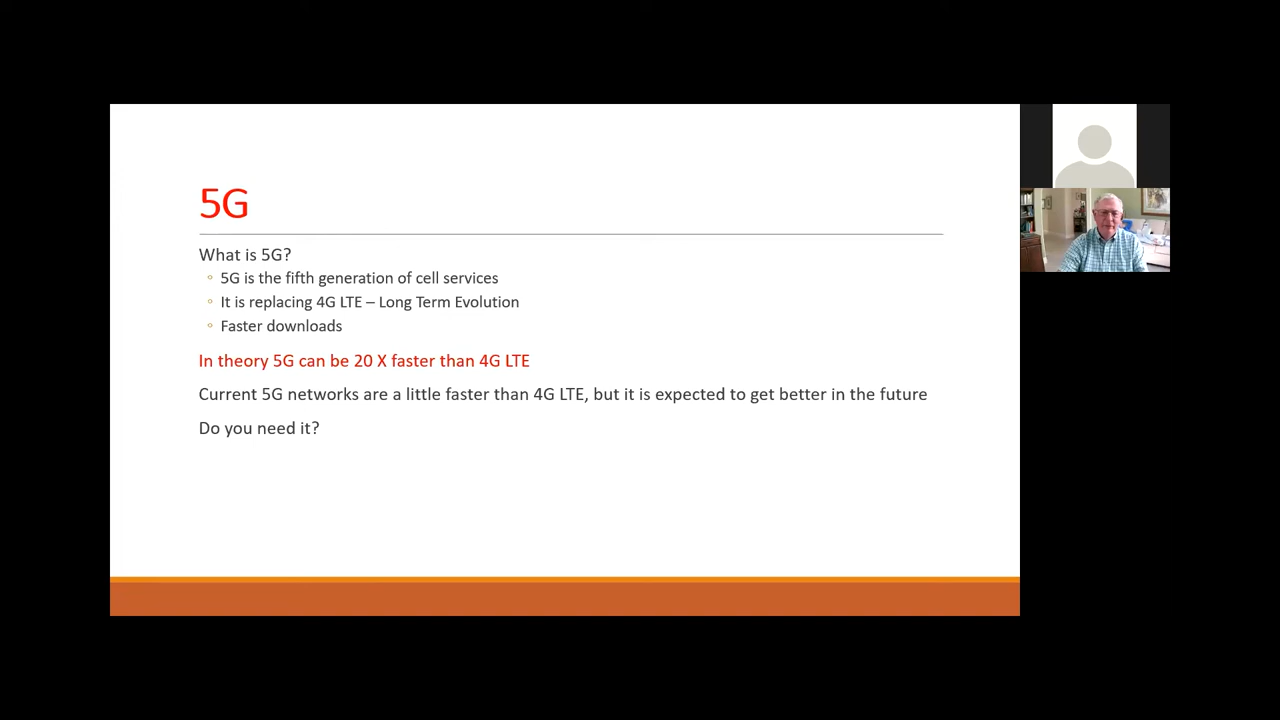 5G
What is 5G?
5G is the fifth generation of cell services
It is replacing 4G LTE – Long Term Evolution
Faster downloads
In theory 5G can be 20 X faster than 4G LTE
Current 5G networks are a little faster than 4G LTE, but it is expected to get better in the future
Do you need it?